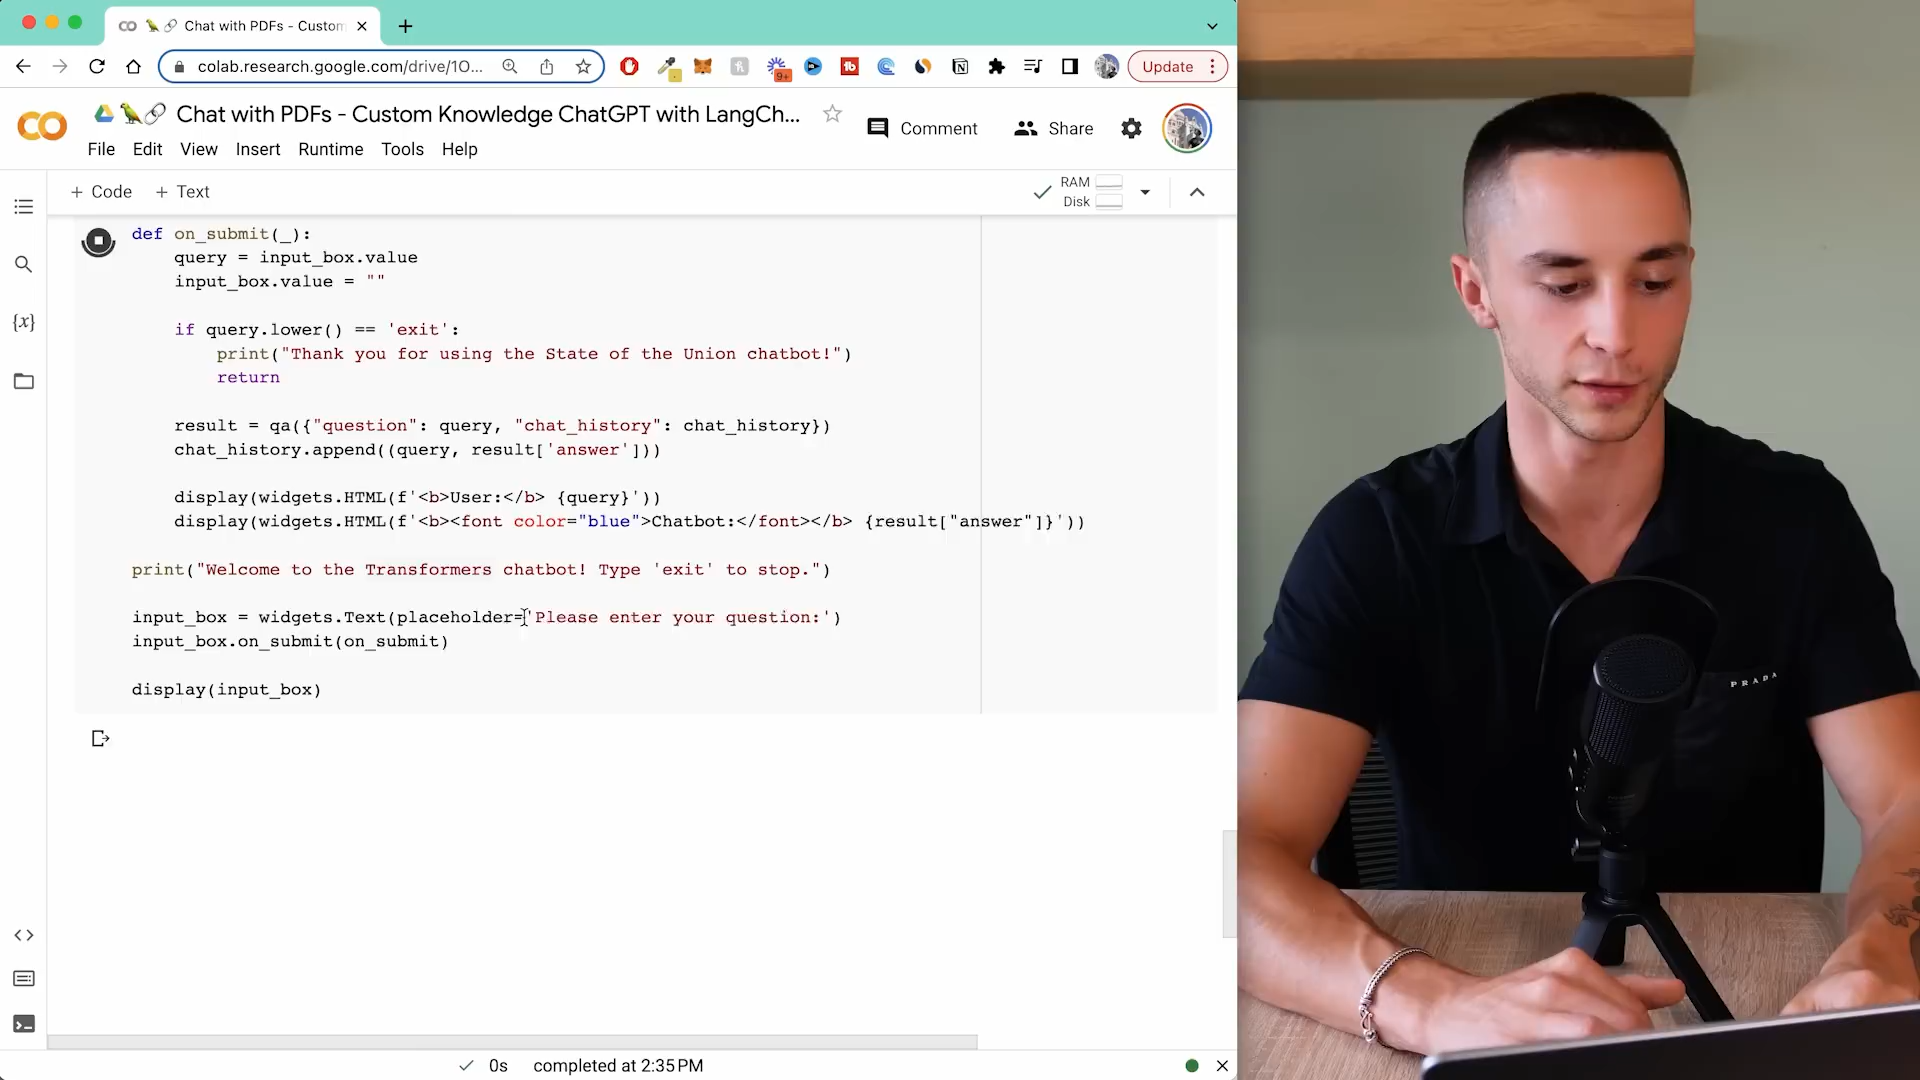 Chat with PDFs - Custom
colab.research.google.com/drive/1O...
9+
Update
Chat with PDFs - Custom Knowledge ChatGPT with LangCh...
Comment
Share
File Edit View Insert Runtime Tools Help
+ Code + Text
RAM
Disk
def on_submit(_):
query = input_box.value
input_box.value = ""
if query.lower() == 'exit':
print("Thank you for using the State of the Union chatbot!")
return
result = qa({"question": query, "chat_history": chat_history})
chat_history.append((query, result['answer']))
display(widgets.HTML(f'<b>User:</b> {query}'))
display(widgets.HTML(f'<b><font color="blue">Chatbot:</font></b> {result["answer"]}'))
print("Welcome to the Transformers chatbot! Type 'exit' to stop.")
input_box = widgets.Text(placeholder='Please enter your question:')
input_box.on_submit(on_submit)
display(input_box)
0s completed at 2:35 PM
PRADA